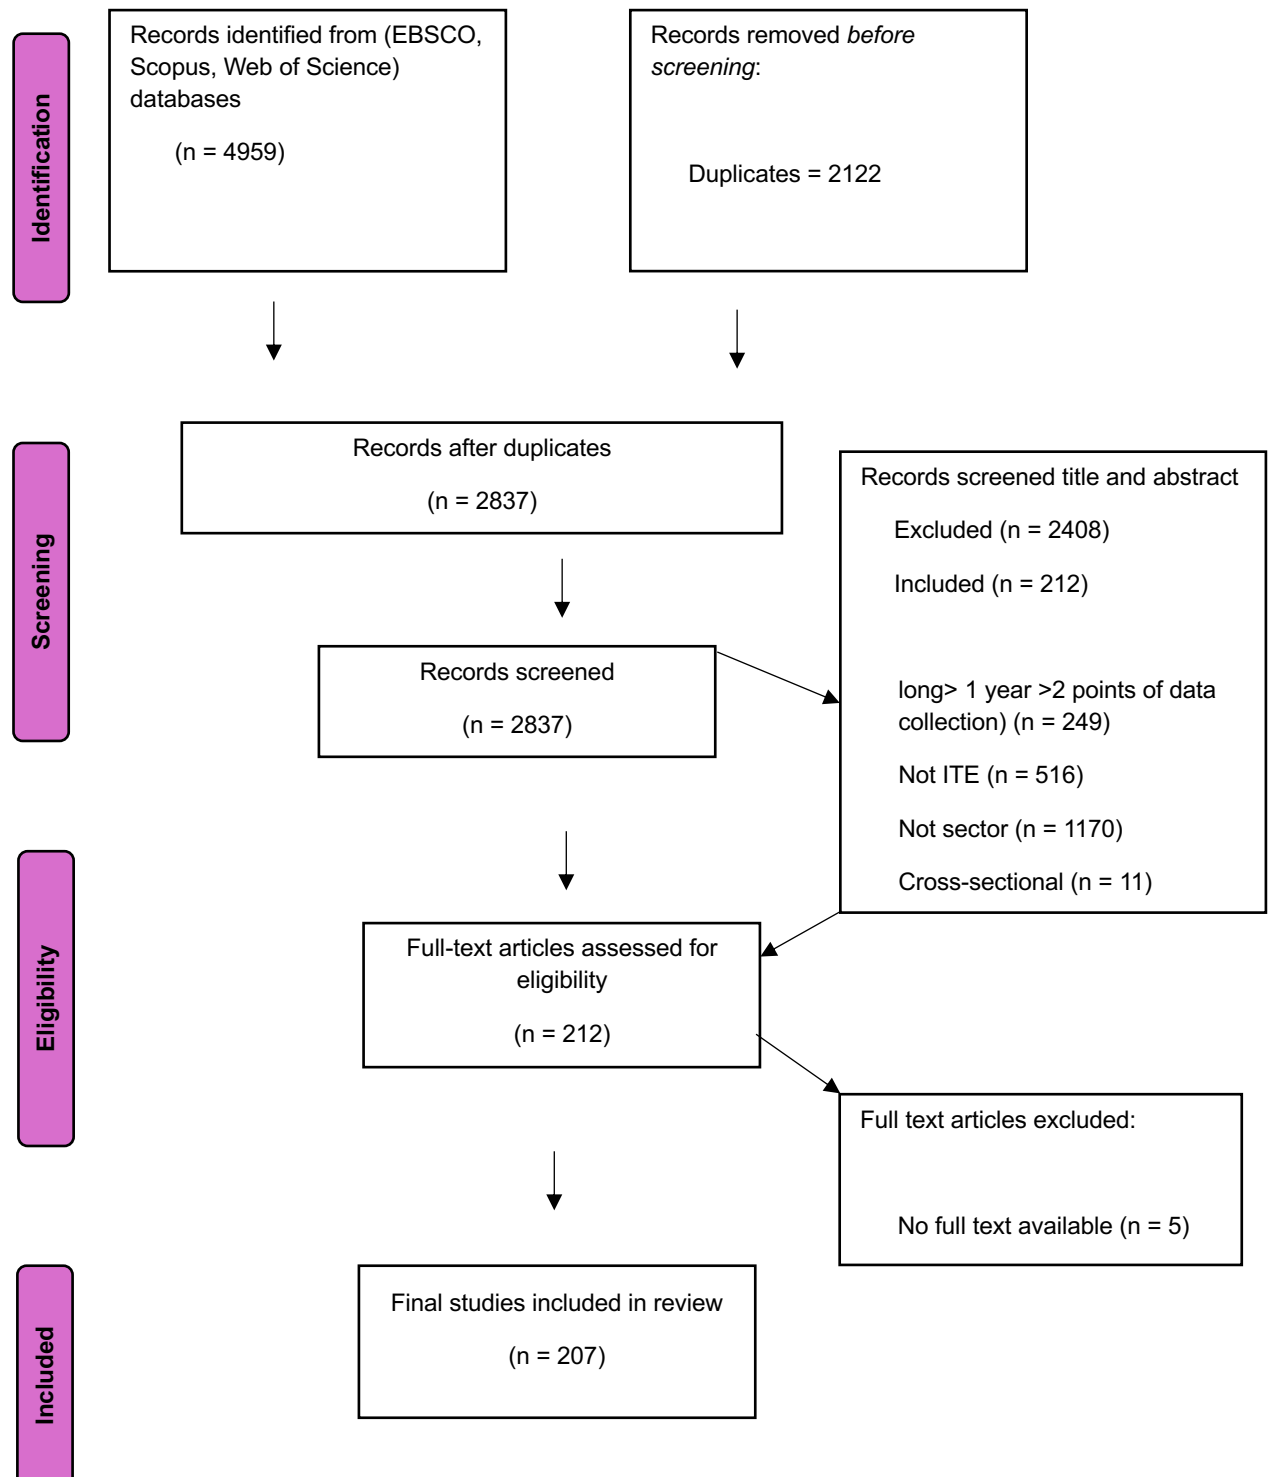 Identification
Records identified from (EBSCO,
Scopus, Web of Science)
databases
(n = 4959)
Records removed before
screening:
Duplicates = 2122
Screening
Records after duplicates
(n = 2837)
Records screened
(n = 2837)
Records screened title and abstract
Excluded (n = 2408)
Included (n = 212)
long> 1 year >2 points of data
collection) (n = 249)
Not ITE (n = 516)
Not sector (n = 1170)
Cross-sectional (n = 11)
Eligibility
Full-text articles assessed for
eligibility
(n = 212)
Full text articles excluded:
No full text available (n = 5)
Included
Final studies included in review
(n = 207)